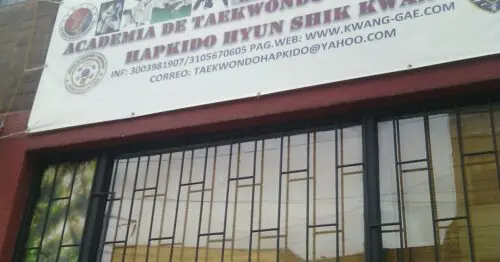 ACADEMIA DE TAEKWONDO
HAPKIDO HYUN SHIK KWAN
INF: 3003981907/3105670605 PAG.WEB: WWW.KWANG-GAE.COM
CORREO: TAEKWONDOHAPKIDO@YAHOO.COM